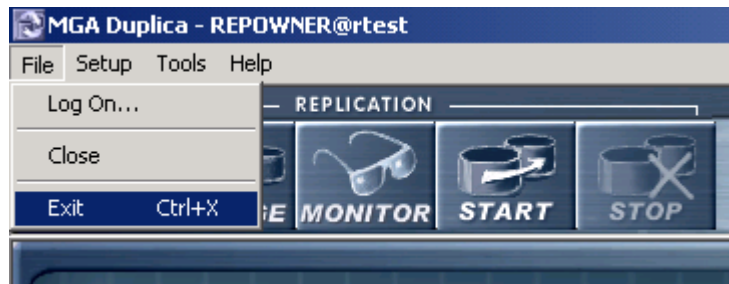 MGA Duplica - REPOWNER@rtest
File Setup Tools Help
Log On...
REPLICATION
Close
Exit Ctrl+X
MONITOR START STOP